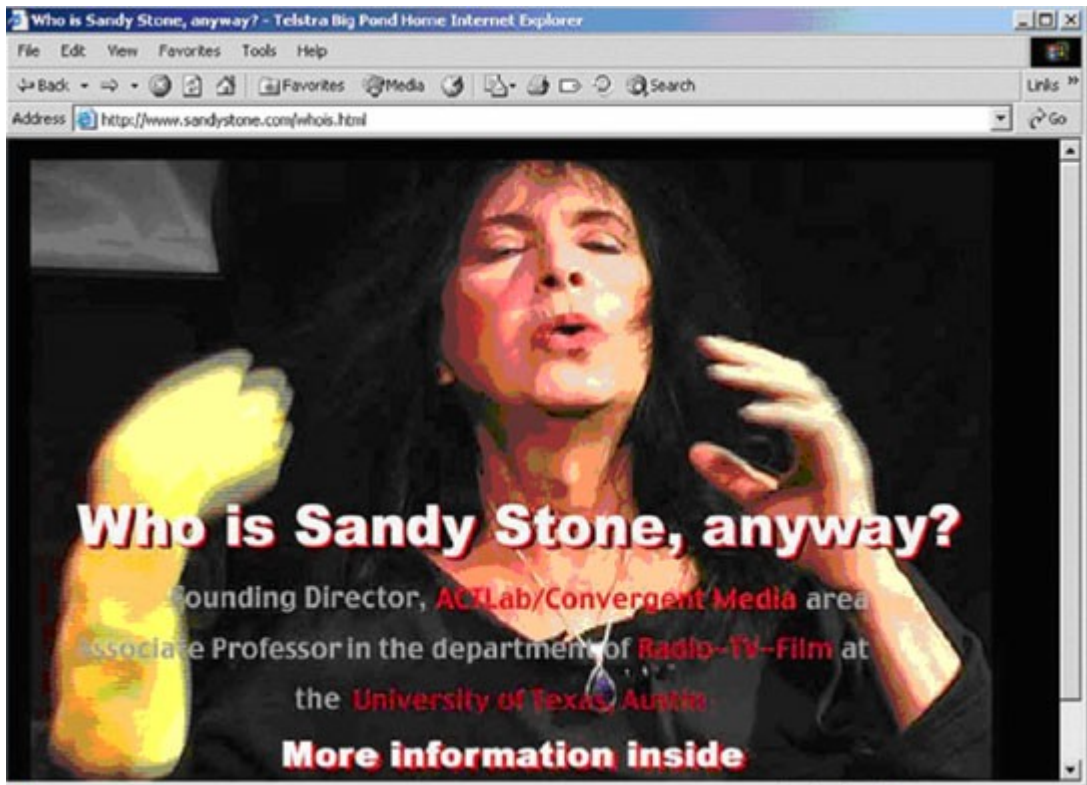 Who is Sandy Stone, anyway? - Telstra Big Pond Home Internet Explorer
File Edit View Favorites Tools Help
Back Favorites Media Search Links »
Address http://www.sandystone.com/whois.html Go
Who is Sandy Stone, anyway?
Founding Director, ACTLab/Convergent Media area
Associate Professor in the department of Radio-TV-Film at
the University of Texas, Austin
More information inside